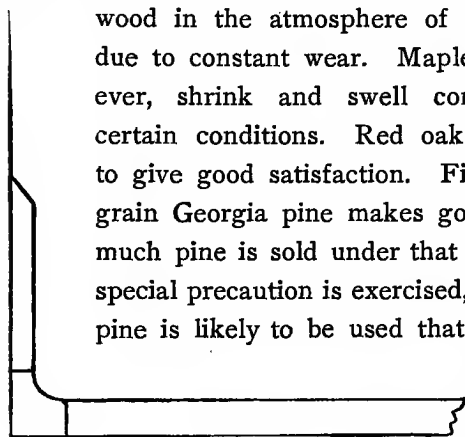 wood in the atmosphere of
due to constant wear. Maple
ever, shrink and swell con
certain conditions. Red oak
to give good satisfaction. Fi
grain Georgia pine makes go
much pine is sold under that
special precaution is exercised,
pine is likely to be used that